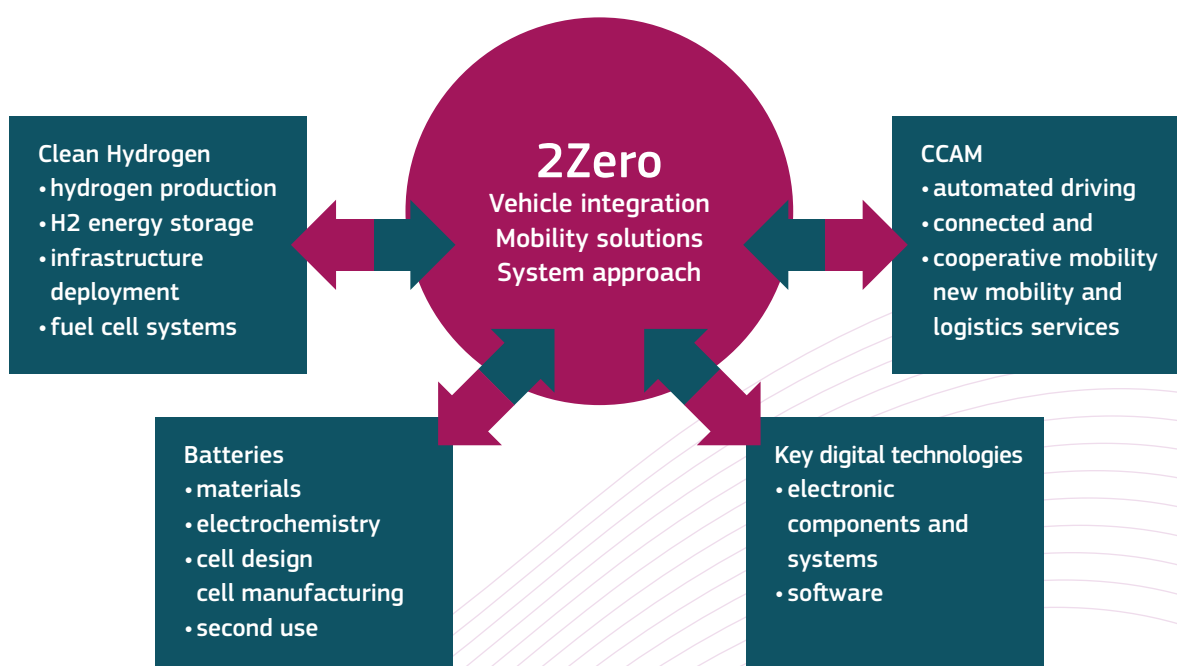 2Zero
Vehicle integration
Mobility solutions
System approach
Clean Hydrogen
• hydrogen production
• H2 energy storage
• infrastructure
deployment
• fuel cell systems
CCAM
• automated driving
• connected and
• cooperative mobility
new mobility and
logistics services
Batteries
• materials
• electrochemistry
• cell design
cell manufacturing
• second use
Key digital technologies
• electronic
components and
systems
• software